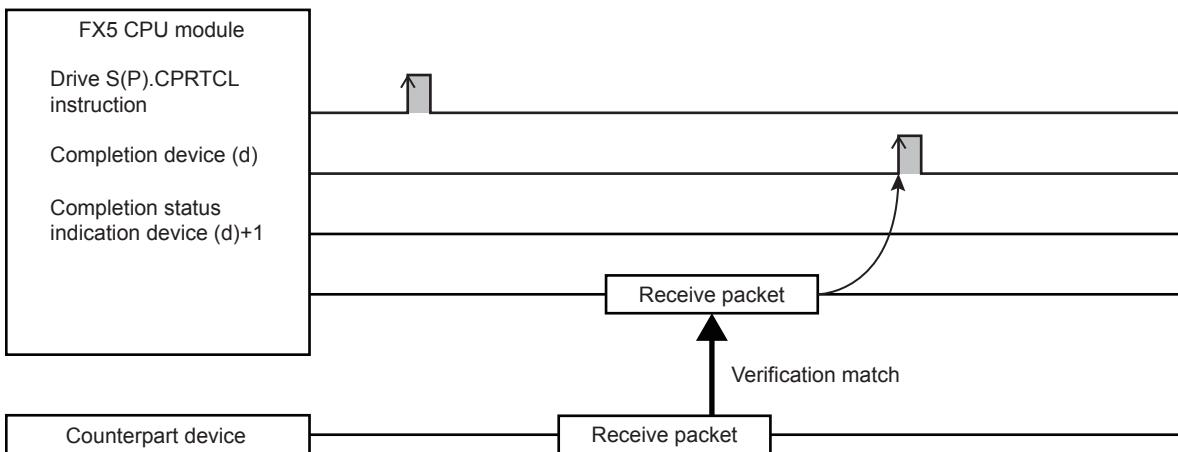 FX5 CPU module
Drive S(P).CPRTCL
instruction
Completion device (d)
Completion status
indication device (d)+1
Receive packet
Verification match
Counterpart device
Receive packet